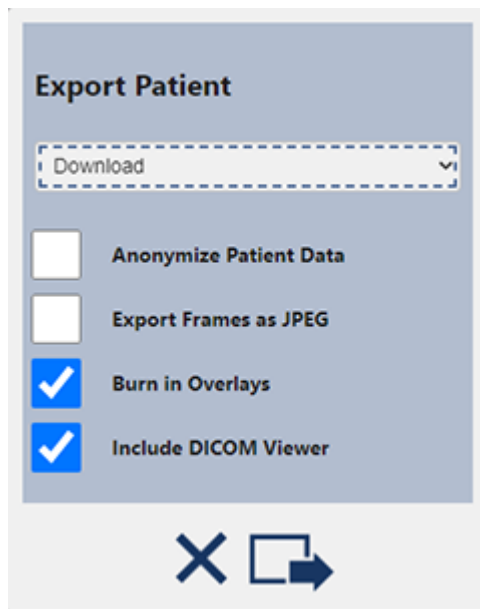 Export Patient
Download
Anonymize Patient Data
Export Frames as JPEG
Burn in Overlays
Include DICOM Viewer